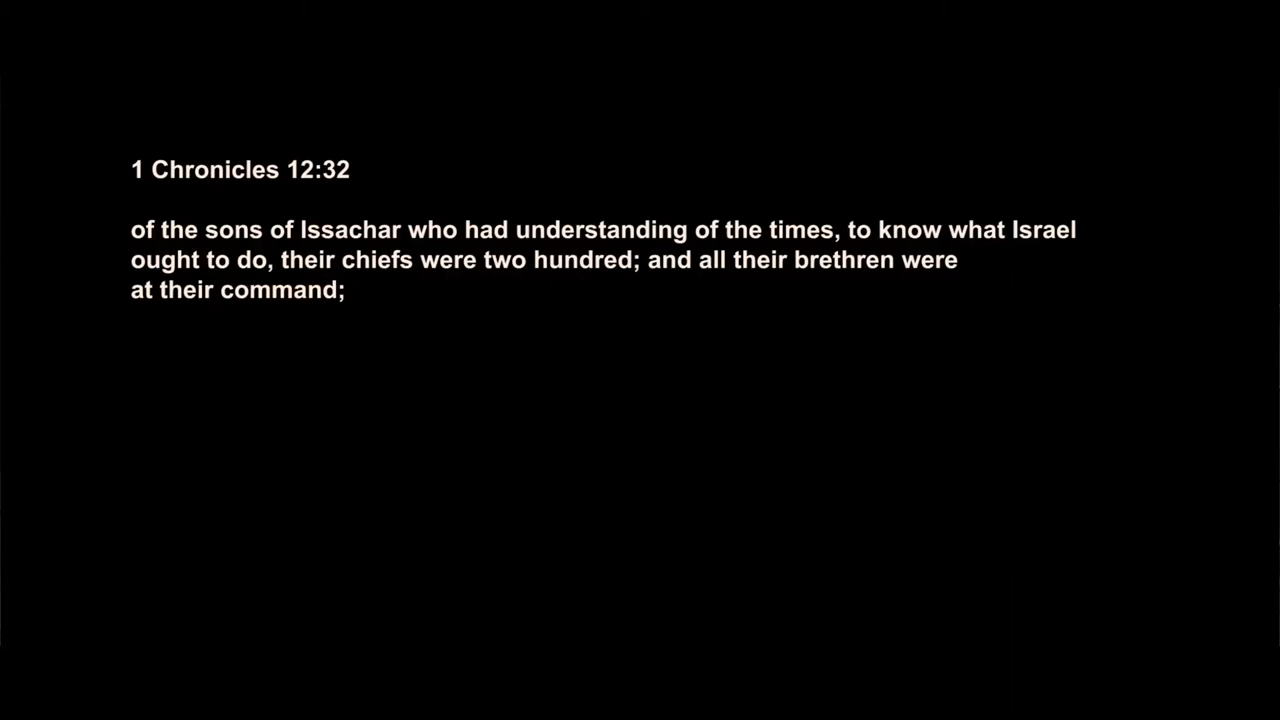 1 Chronicles 12:32
of the sons of Issachar who had understanding of the times, to know what Israel
ought to do, their chiefs were two hundred; and all their brethren were
at their command;